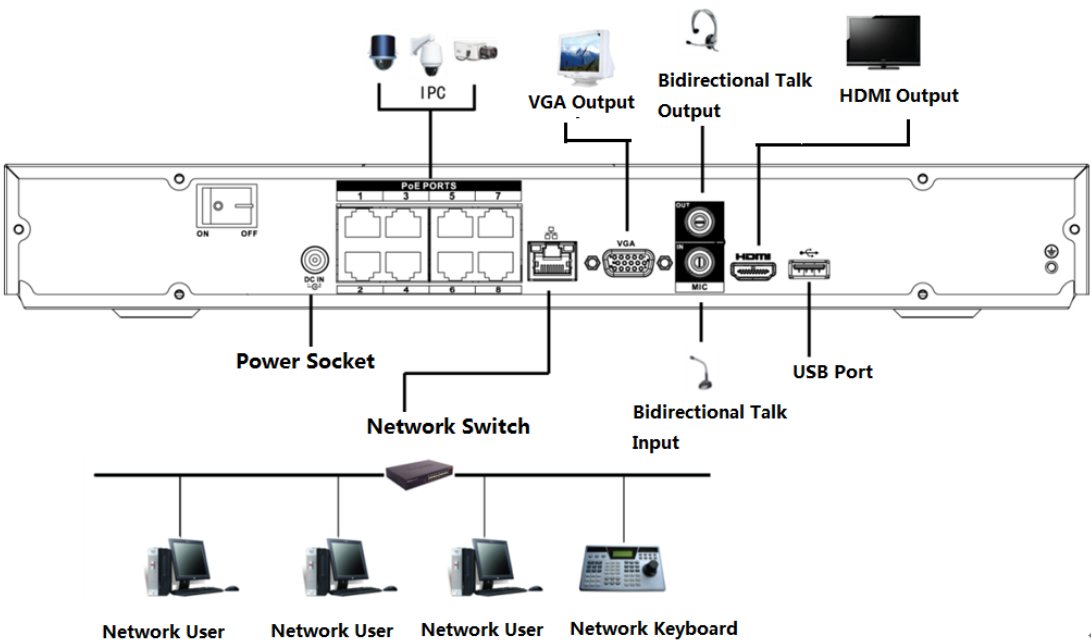 IPC
VGA Output
Bidirectional Talk
Output
HDMI Output
PoE PORTS
1 3 5 7
ON OFF
DC IN
2 4 6 8
VGA
OUT
IN
MIC
HDMI
Power Socket
Network Switch
USB Port
Bidirectional Talk
Input
Network User
Network User
Network User
Network Keyboard